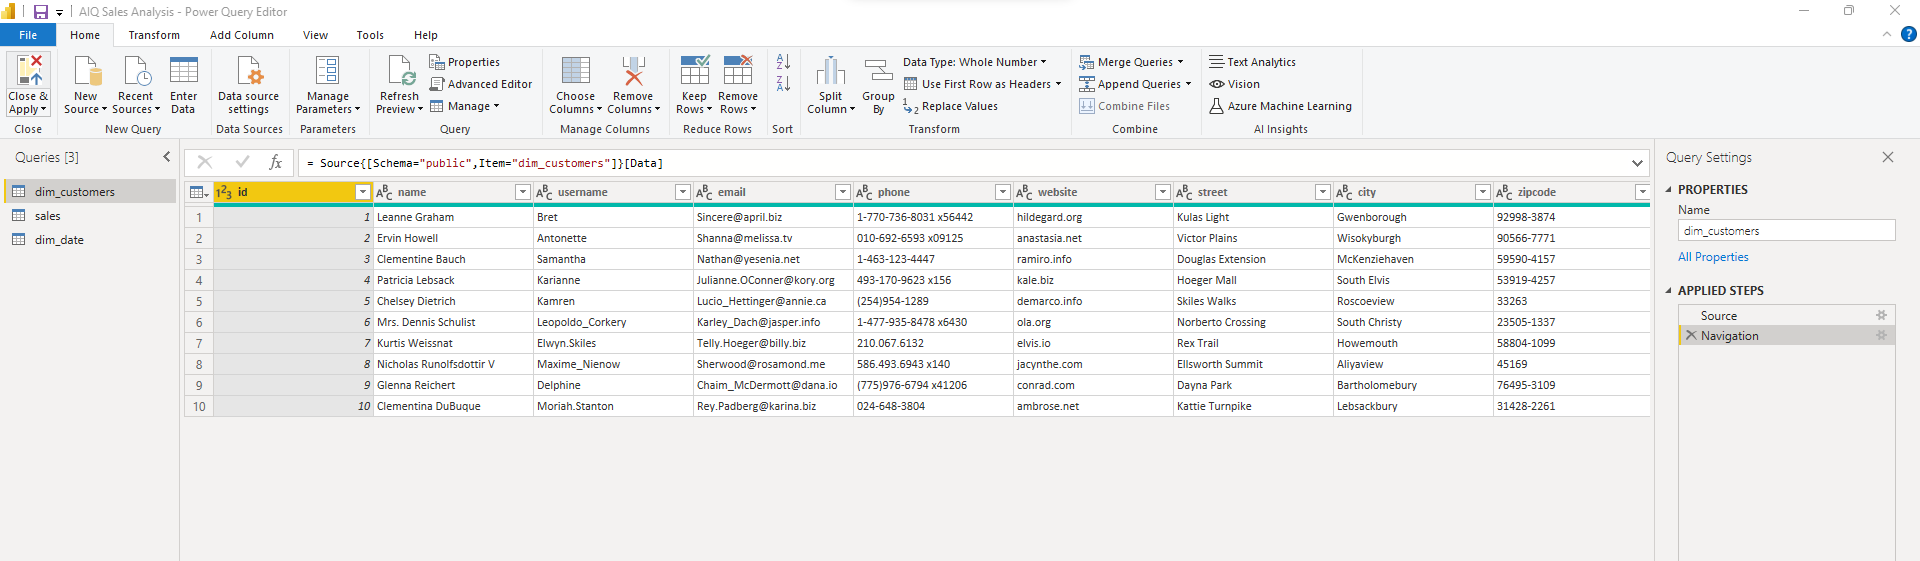 AIQ Sales Analysis - Power Query Editor
File Home Transform Add Column View Tools Help
Close & Apply
Close
New Source
Recent Sources
Enter Data
New Query
Data source settings
Data Sources
Manage Parameters
Parameters
Refresh Preview
Properties
Advanced Editor
Manage
Query
Choose Columns
Remove Columns
Manage Columns
Keep Rows
Remove Rows
Reduce Rows
Sort
Split Column
Group By
Data Type: Whole Number
Use First Row as Headers
Replace Values
Transform
Merge Queries
Append Queries
Combine Files
Combine
Text Analytics
Vision
Azure Machine Learning
AI Insights
Queries [3]
dim_customers
sales
dim_date
fx = Source{[Schema="public",Item="dim_customers"]}[Data]
123 id ABC name ABC username ABC email ABC phone ABC website ABC street ABC city ABC zipcode
1 1 Leanne Graham Bret Sincere@april.biz 1-770-736-8031 x56442 hildegard.org Kulas Light Gwenborough 92998-3874
2 2 Ervin Howell Antonette Shanna@melissa.tv 010-692-6593 x09125 anastasia.net Victor Plains Wisokyburgh 90566-7771
3 3 Clementine Bauch Samantha Nathan@yesenia.net 1-463-123-4447 ramiro.info Douglas Extension McKenziehaven 59590-4157
4 4 Patricia Lebsack Karianne Julianne.OConner@kory.org 493-170-9623 x156 kale.biz Hoeger Mall South Elvis 53919-4257
5 5 Chelsey Dietrich Kamren Lucio_Hettinger@annie.ca (254)954-1289 demarco.info Skiles Walks Roscoeview 33263
6 6 Mrs. Dennis Schulist Leopoldo_Corkery Karley_Dach@jasper.info 1-477-935-8478 x6430 ola.org Norberto Crossing South Christy 23505-1337
7 7 Kurtis Weissnat Elwyn.Skiles Telly.Hoeger@billy.biz 210.067.6132 elvis.io Rex Trail Howemouth 58804-1099
8 8 Nicholas Runolfsdottir V Maxime_Nienow Sherwood@rosamond.me 586.493.6943 x140 jacynthe.com Ellsworth Summit Aliyaview 45169
9 9 Glenna Reichert Delphine Chaim_McDermott@dana.io (775)976-6794 x41206 conrad.com Dayna Park Bartholomebury 76495-3109
10 10 Clementina DuBuque Moriah.Stanton Rey.Padberg@karina.biz 024-648-3804 ambrose.net Kattie Turnpike Lebsackbury 31428-2261
Query Settings
PROPERTIES
Name
dim_customers
All Properties
APPLIED STEPS
Source
Navigation